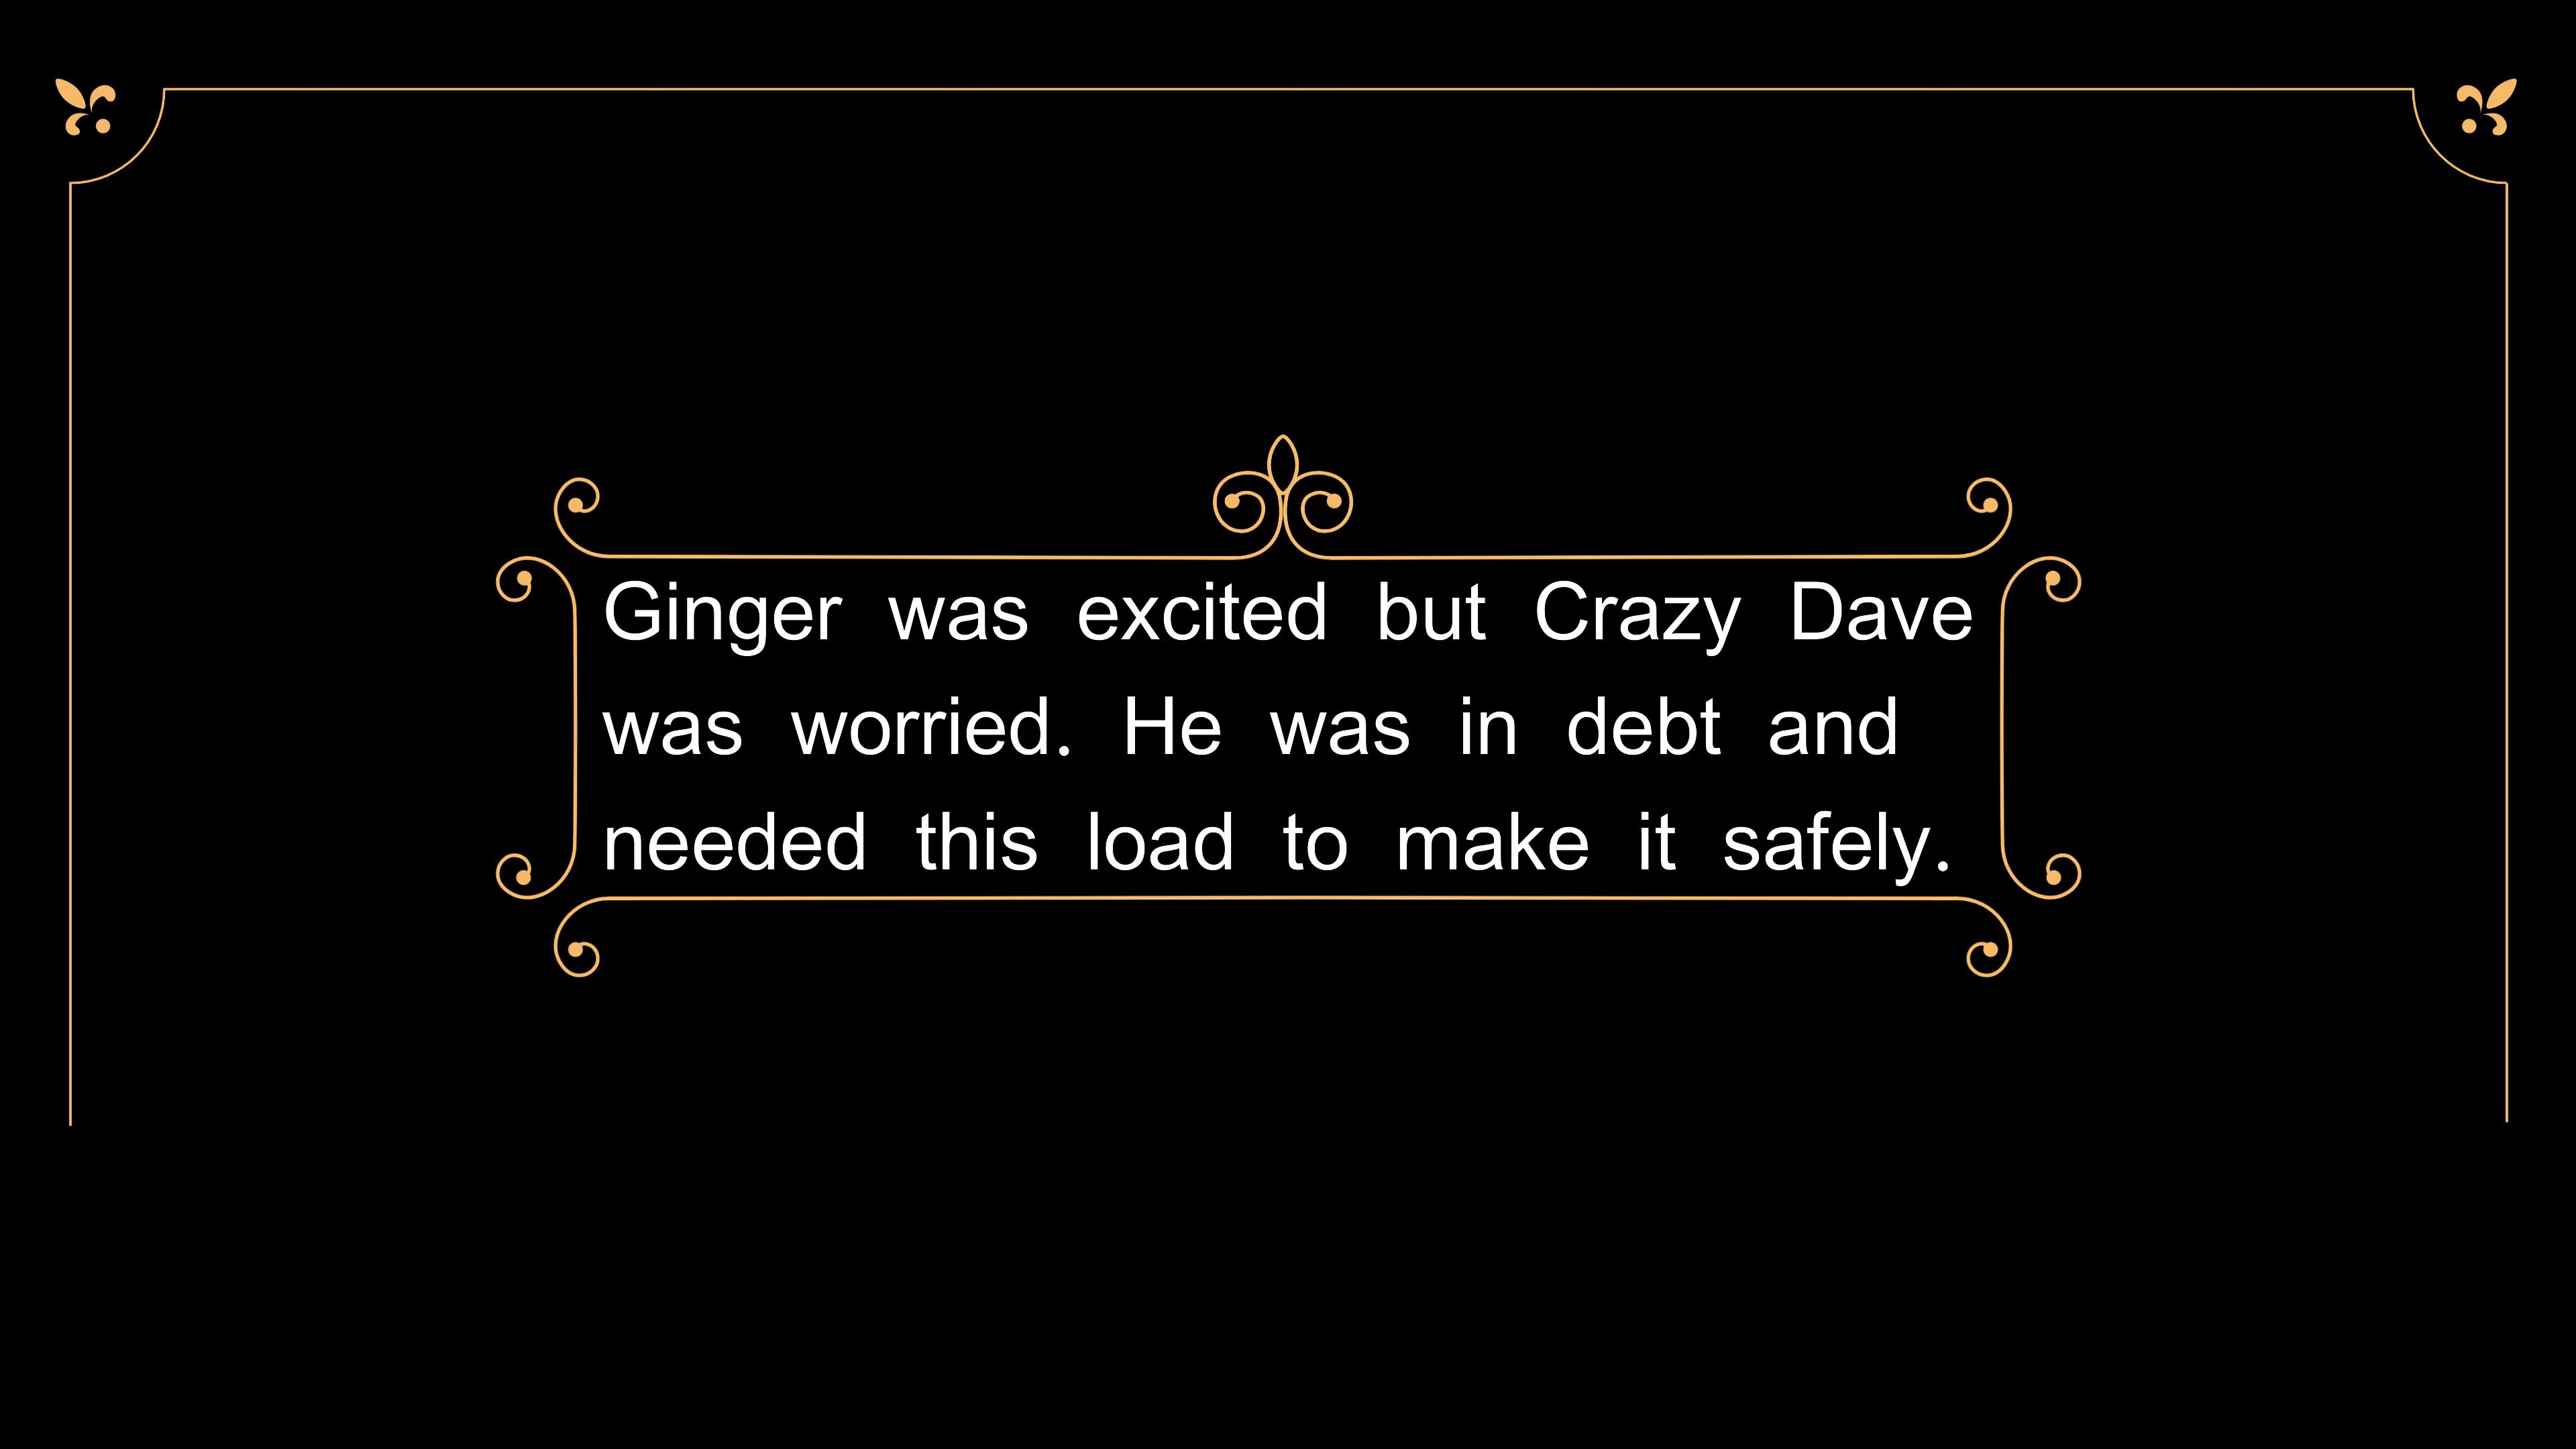 Ginger was excited but Crazy Dave
was worried. He was in debt and
needed this load to make it safely.